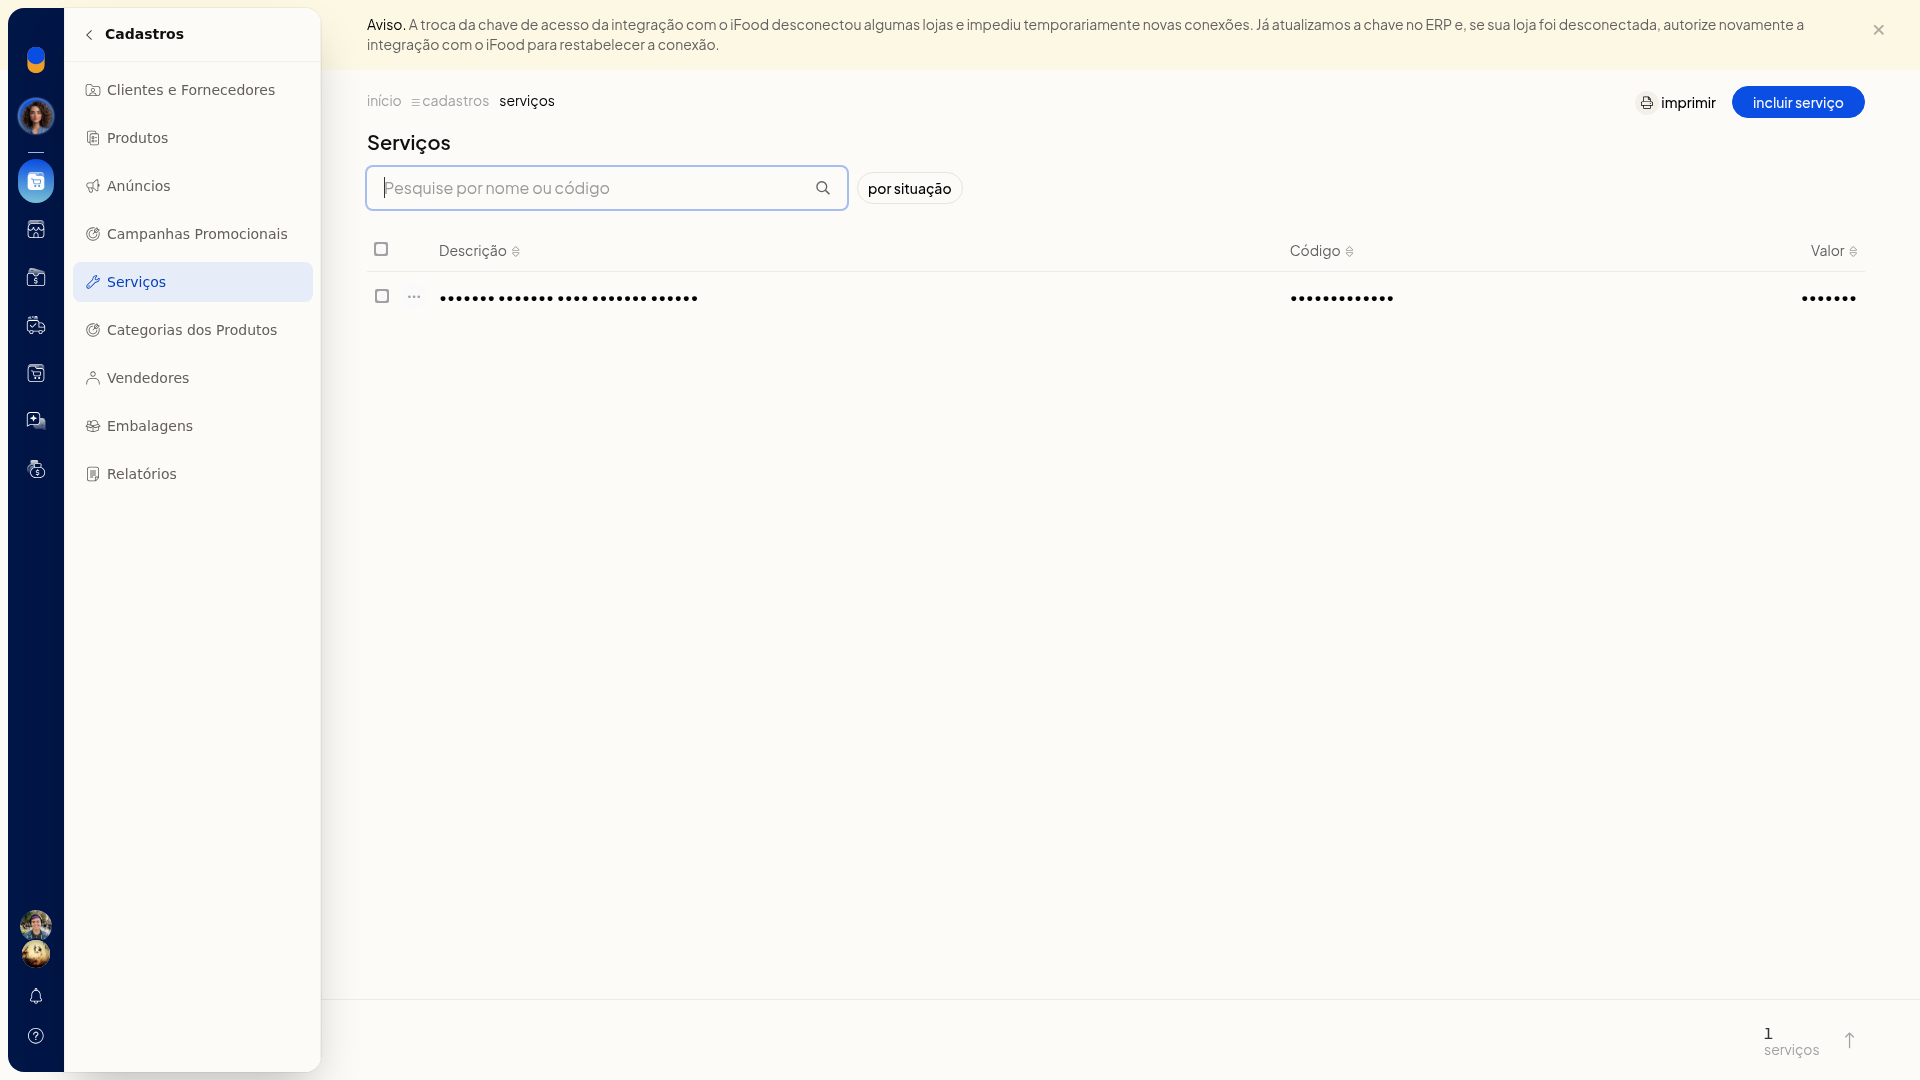 Cadastros
Clientes e Fornecedores
Produtos
Anúncios
Campanhas Promocionais
Serviços
Categorias dos Produtos
Vendedores
Embalagens
Relatórios
Aviso. A troca da chave de acesso da integração com o iFood desconectou algumas lojas e impediu temporariamente novas conexões. Já atualizamos a chave no ERP e, se sua loja foi desconectada, autorize novamente a
integração com o iFood para restabelecer a conexão.
início cadastros serviços
imprimir
incluir serviço
Serviços
Pesquise por nome ou código
por situação
Descrição Código Valor
••••••• ••••••• •••• ••••••• •••••• ••••••••••••• •••••••
1
serviços